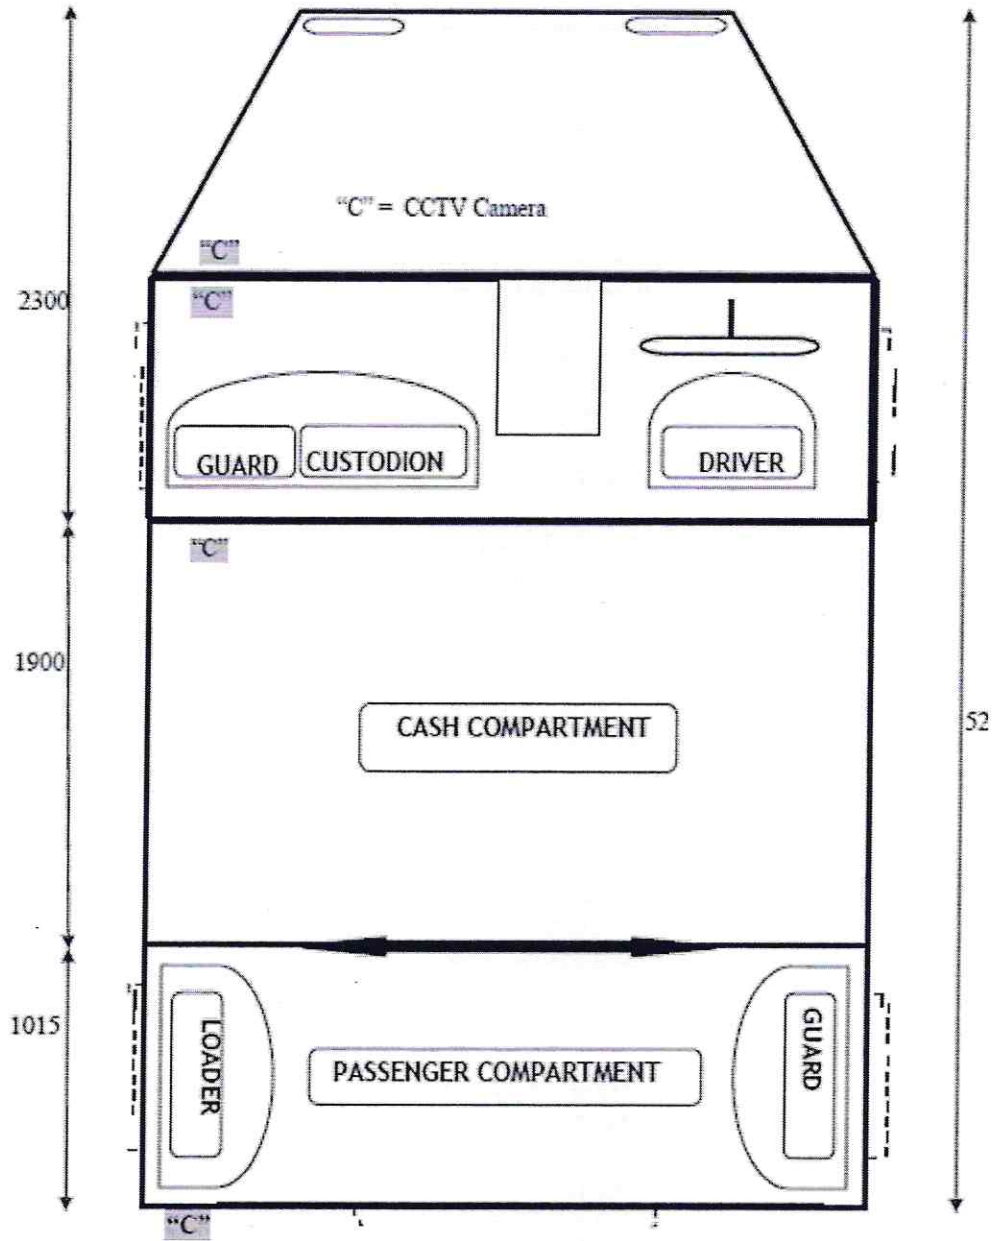 “C” = CCTV Camera
“C”
“C”
2300
GUARD
CUSTODION
DRIVER
“C”
1900
CASH COMPARTMENT
52
1015
LOADER
PASSENGER COMPARTMENT
GUARD
“C”